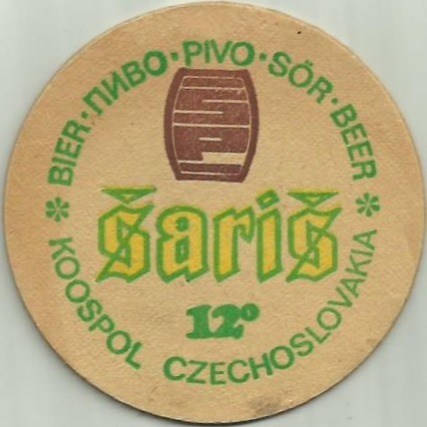 BIER · ПИВО · PIVO · SÖR · BEER
šariš
12°
* KOOSPOL CZECHOSLOVAKIA *